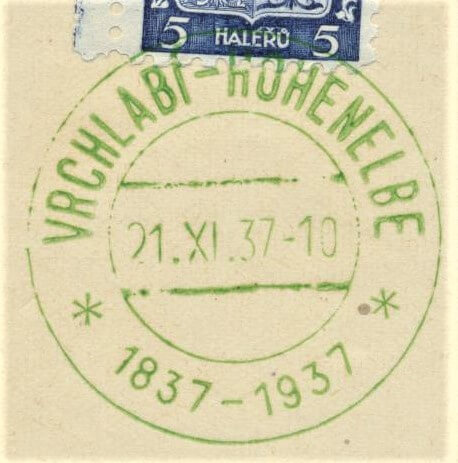 5 HALÉŘŮ 5
VRCHLABÍ-HOHENELBE
21.XI.37-10
* *
1837-1937